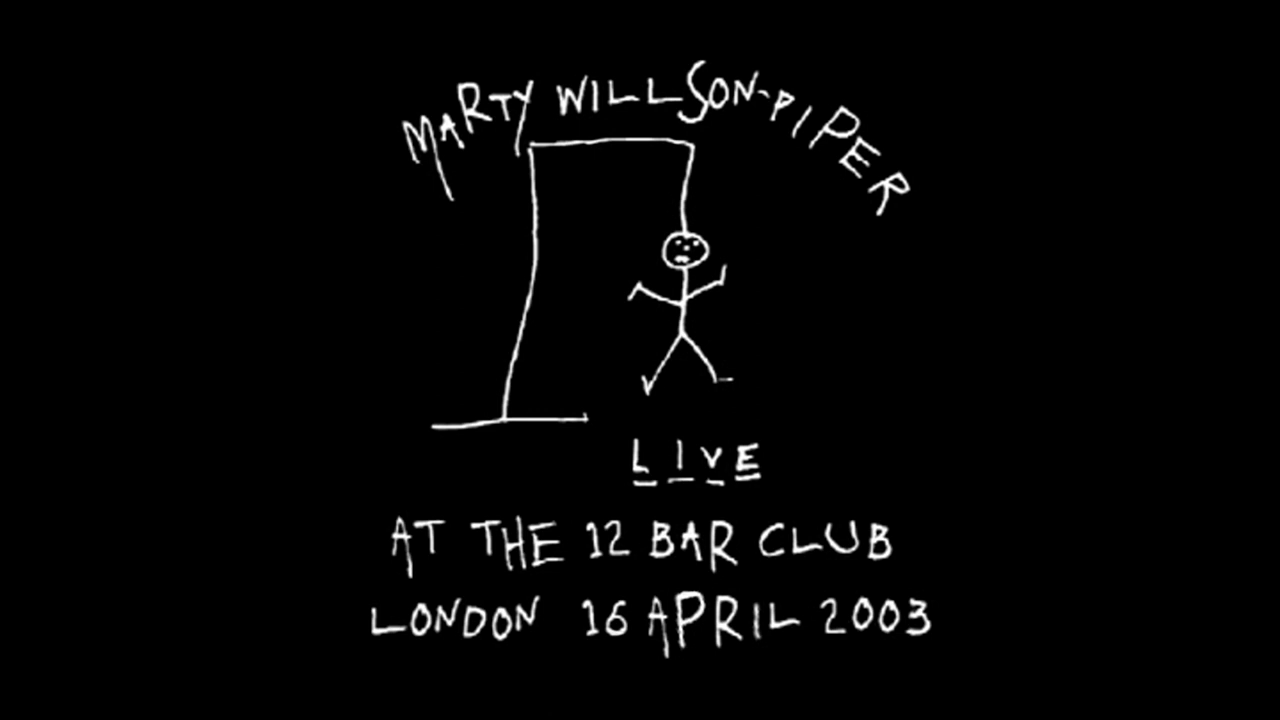 MARTY WILLSON-PIPER
LIVE
AT THE 12 BAR CLUB
LONDON 16 APRIL 2003